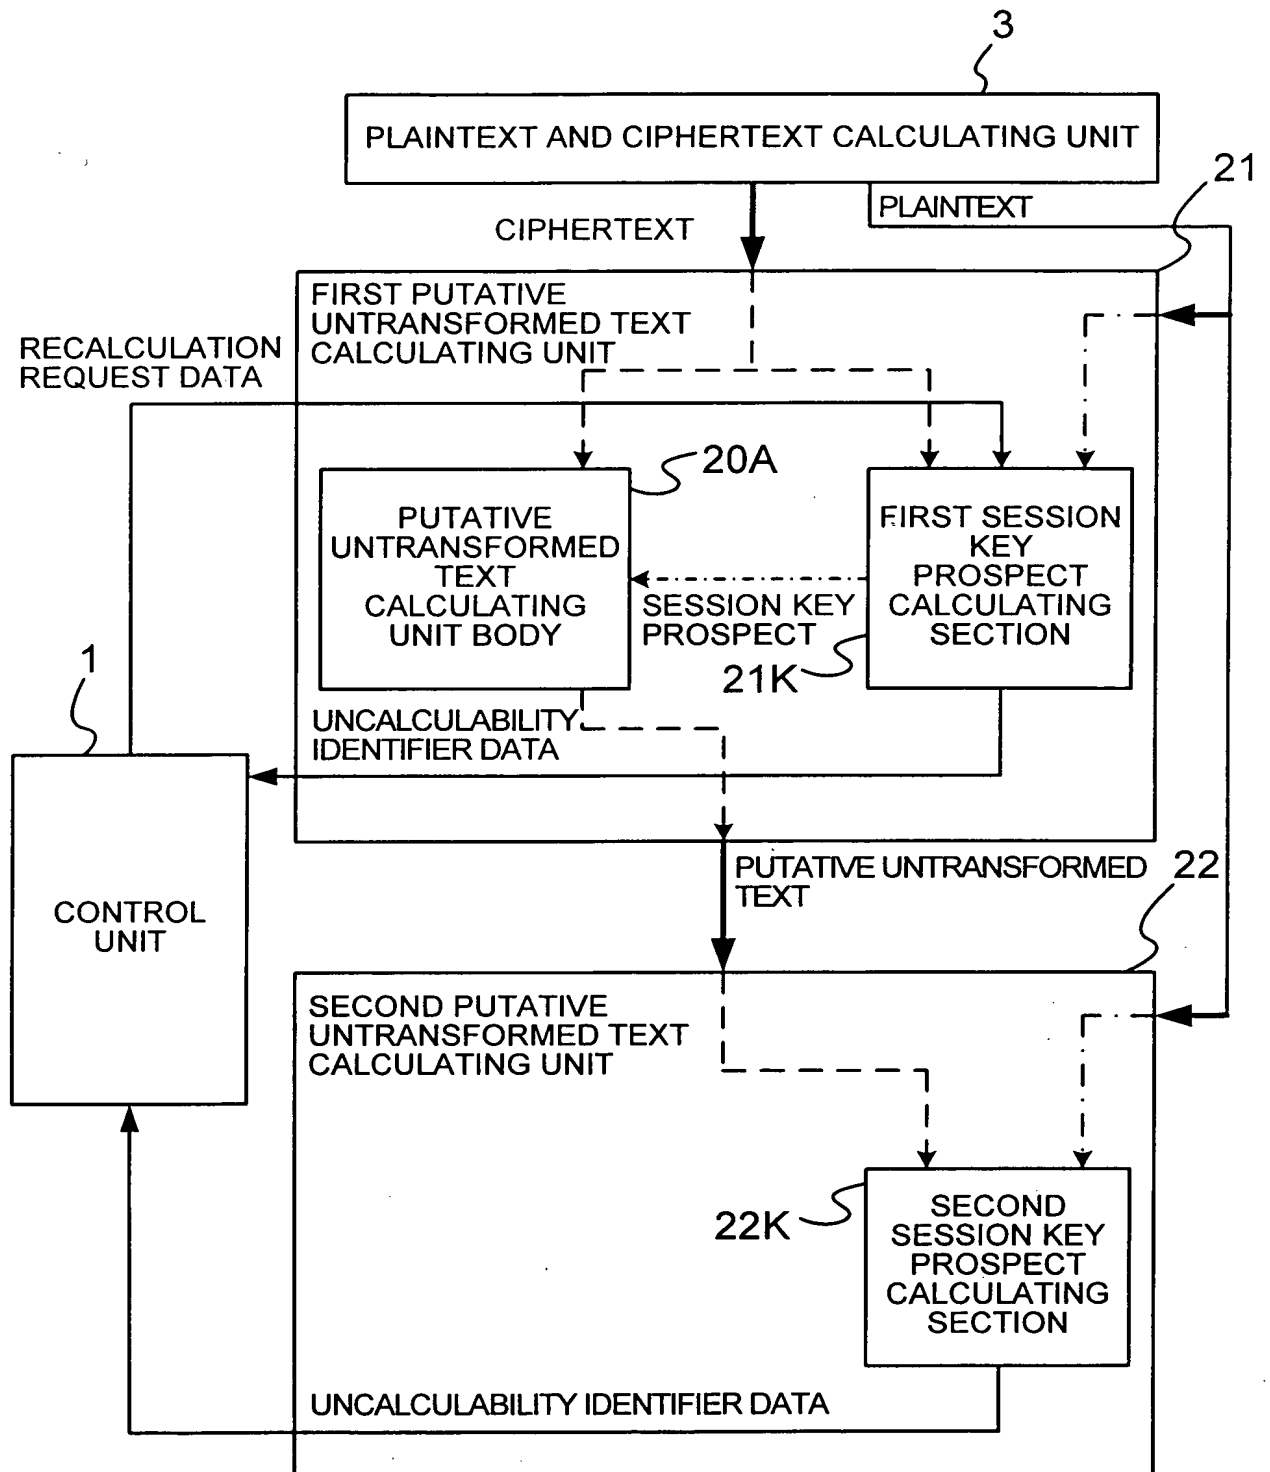 3
PLAINTEXT AND CIPHERTEXT CALCULATING UNIT
21
PLAINTEXT
CIPHERTEXT
FIRST PUTATIVE
UNTRANSFORMED TEXT
CALCULATING UNIT
RECALCULATION
REQUEST DATA
20A
PUTATIVE
UNTRANSFORMED
TEXT
CALCULATING
UNIT BODY
FIRST SESSION
KEY
PROSPECT
CALCULATING
SECTION
SESSION KEY
PROSPECT
21K
1
UNCALCULABILITY
IDENTIFIER DATA
CONTROL
UNIT
PUTATIVE UNTRANSFORMED
TEXT
22
SECOND PUTATIVE
UNTRANSFORMED TEXT
CALCULATING UNIT
22K
SECOND
SESSION KEY
PROSPECT
CALCULATING
SECTION
UNCALCULABILITY IDENTIFIER DATA